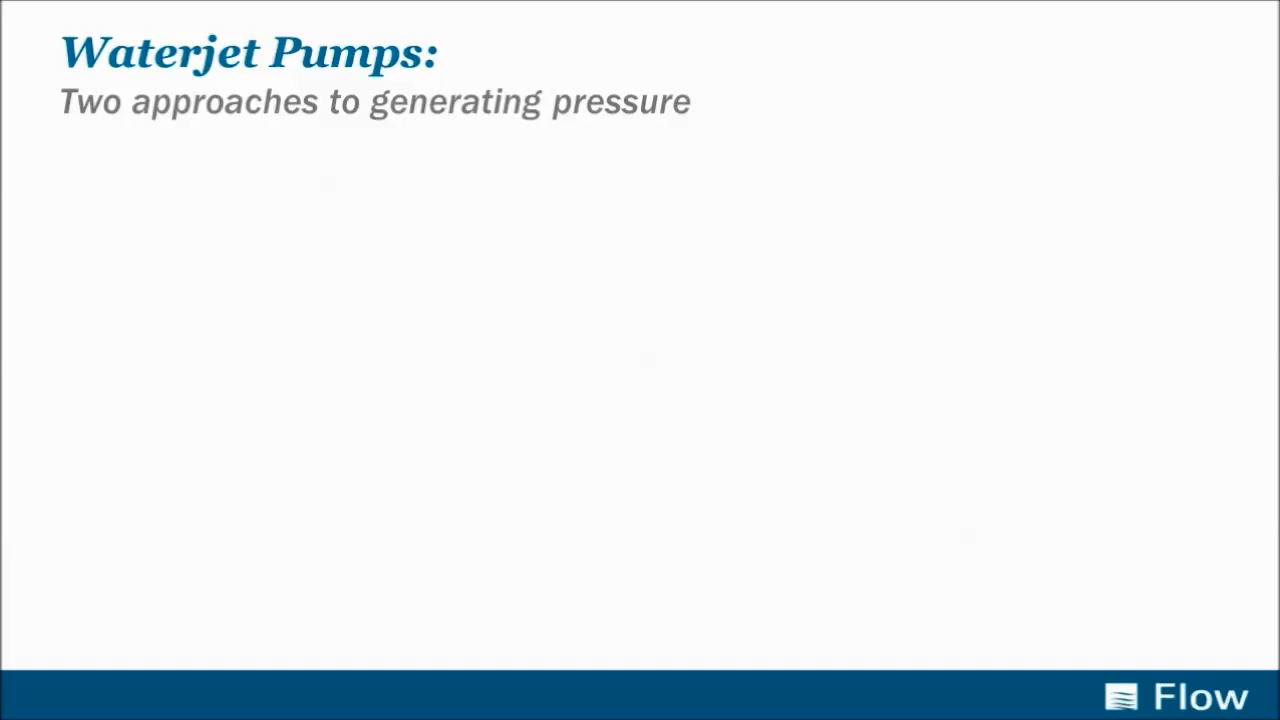 Waterjet Pumps:
Two approaches to generating pressure
Flow